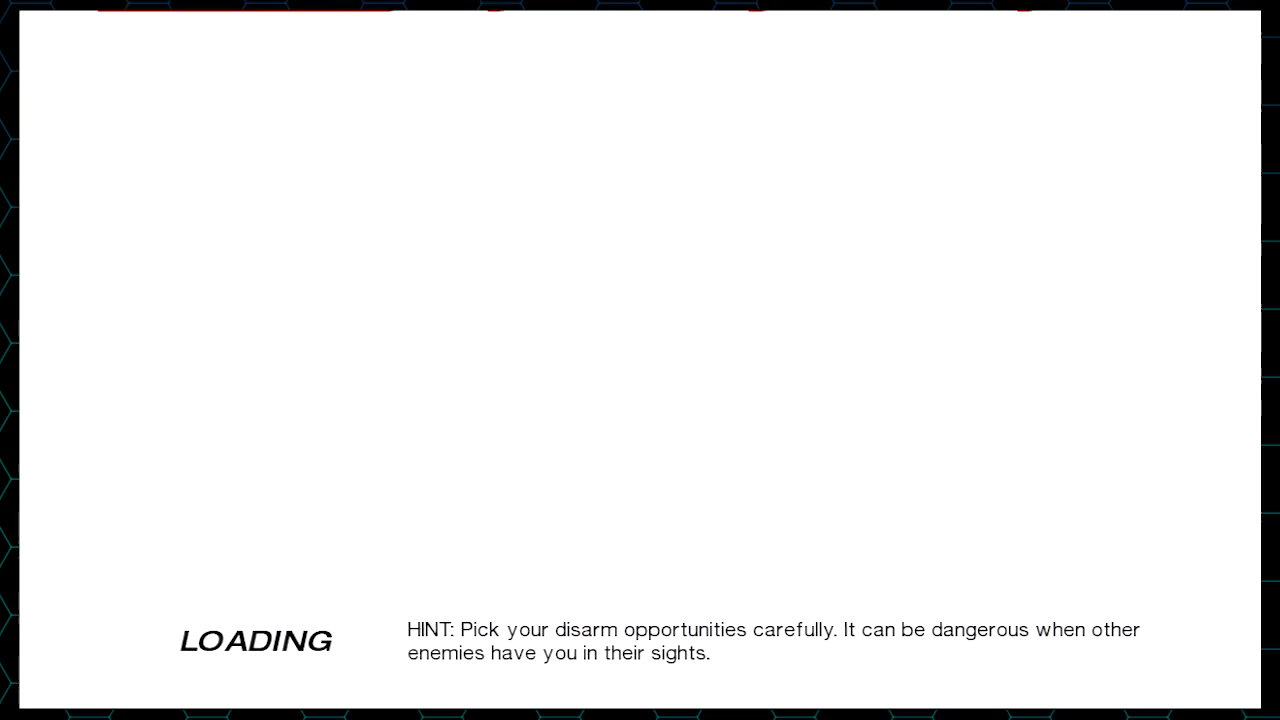 LOADING
HINT: Pick your disarm opportunities carefully. It can be dangerous when other
enemies have you in their sights.